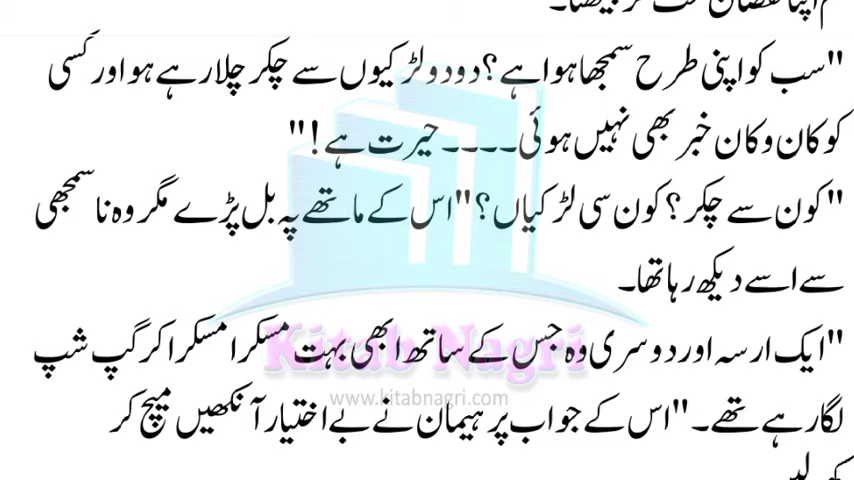 "سب کو اپنی طرح سمجھا ہوا ہے؟ دو دو لڑکیوں سے چکر چلا رہے ہو اور کسی
کو کان و کان خبر بھی نہیں ہوئی۔۔۔۔ حیرت ہے!"
"کون سے چکر؟ کون سی لڑکیاں؟" اس کے ماتھے پہ بل پڑے مگر وہ نا سمجھی
سے اسے دیکھ رہا تھا۔
"ایک ارسہ اور دوسری وہ جس کے ساتھ ابھی بہت مسکرا مسکرا کر گپ شپ
Kitab Nagri
www.kitabnagri.com
لگا رہے تھے۔" اس کے جواب پر ہیمان نے بے اختیار آنکھیں میچ کر